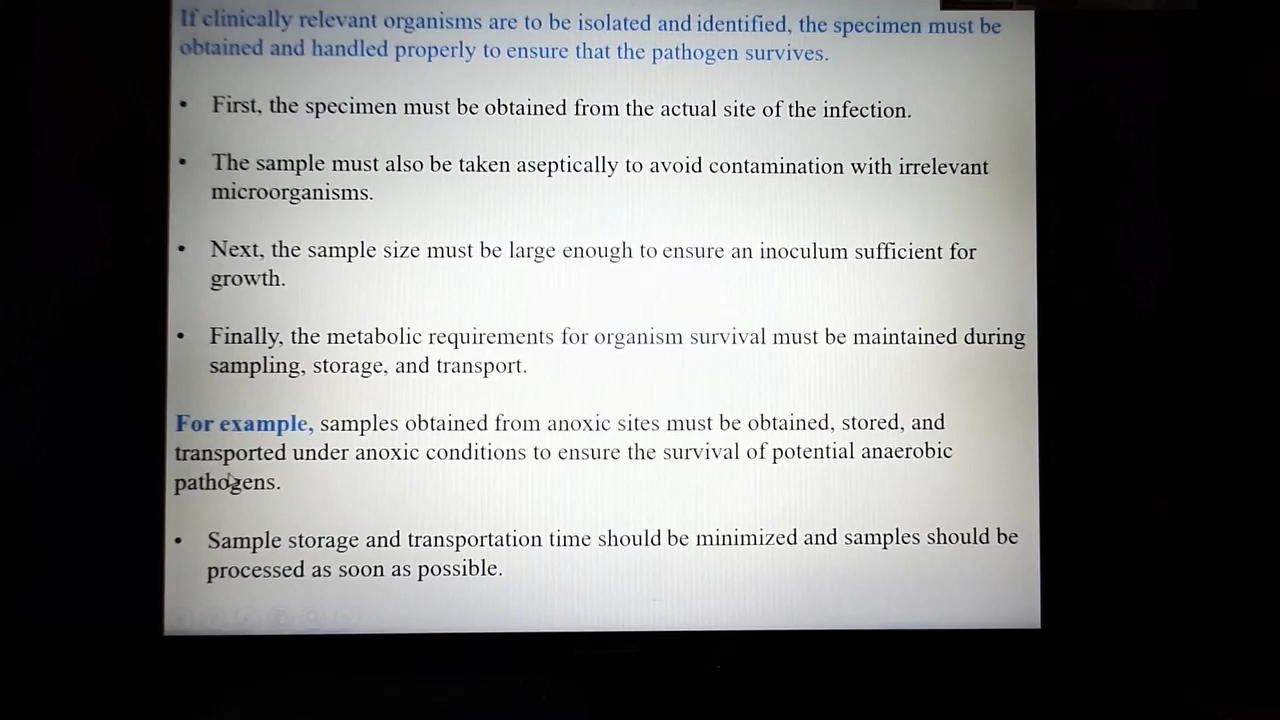 If clinically relevant organisms are to be isolated and identified, the specimen must be
obtained and handled properly to ensure that the pathogen survives.
• First, the specimen must be obtained from the actual site of the infection.
• The sample must also be taken aseptically to avoid contamination with irrelevant
microorganisms.
• Next, the sample size must be large enough to ensure an inoculum sufficient for
growth.
• Finally, the metabolic requirements for organism survival must be maintained during
sampling, storage, and transport.
For example, samples obtained from anoxic sites must be obtained, stored, and
transported under anoxic conditions to ensure the survival of potential anaerobic
pathogens.
• Sample storage and transportation time should be minimized and samples should be
processed as soon as possible.